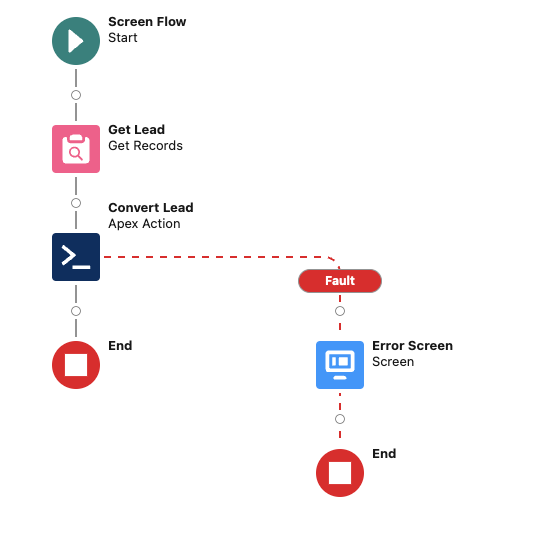 Screen Flow
Start
Get Lead
Get Records
Convert Lead
Apex Action
Fault
End
Error Screen
Screen
End